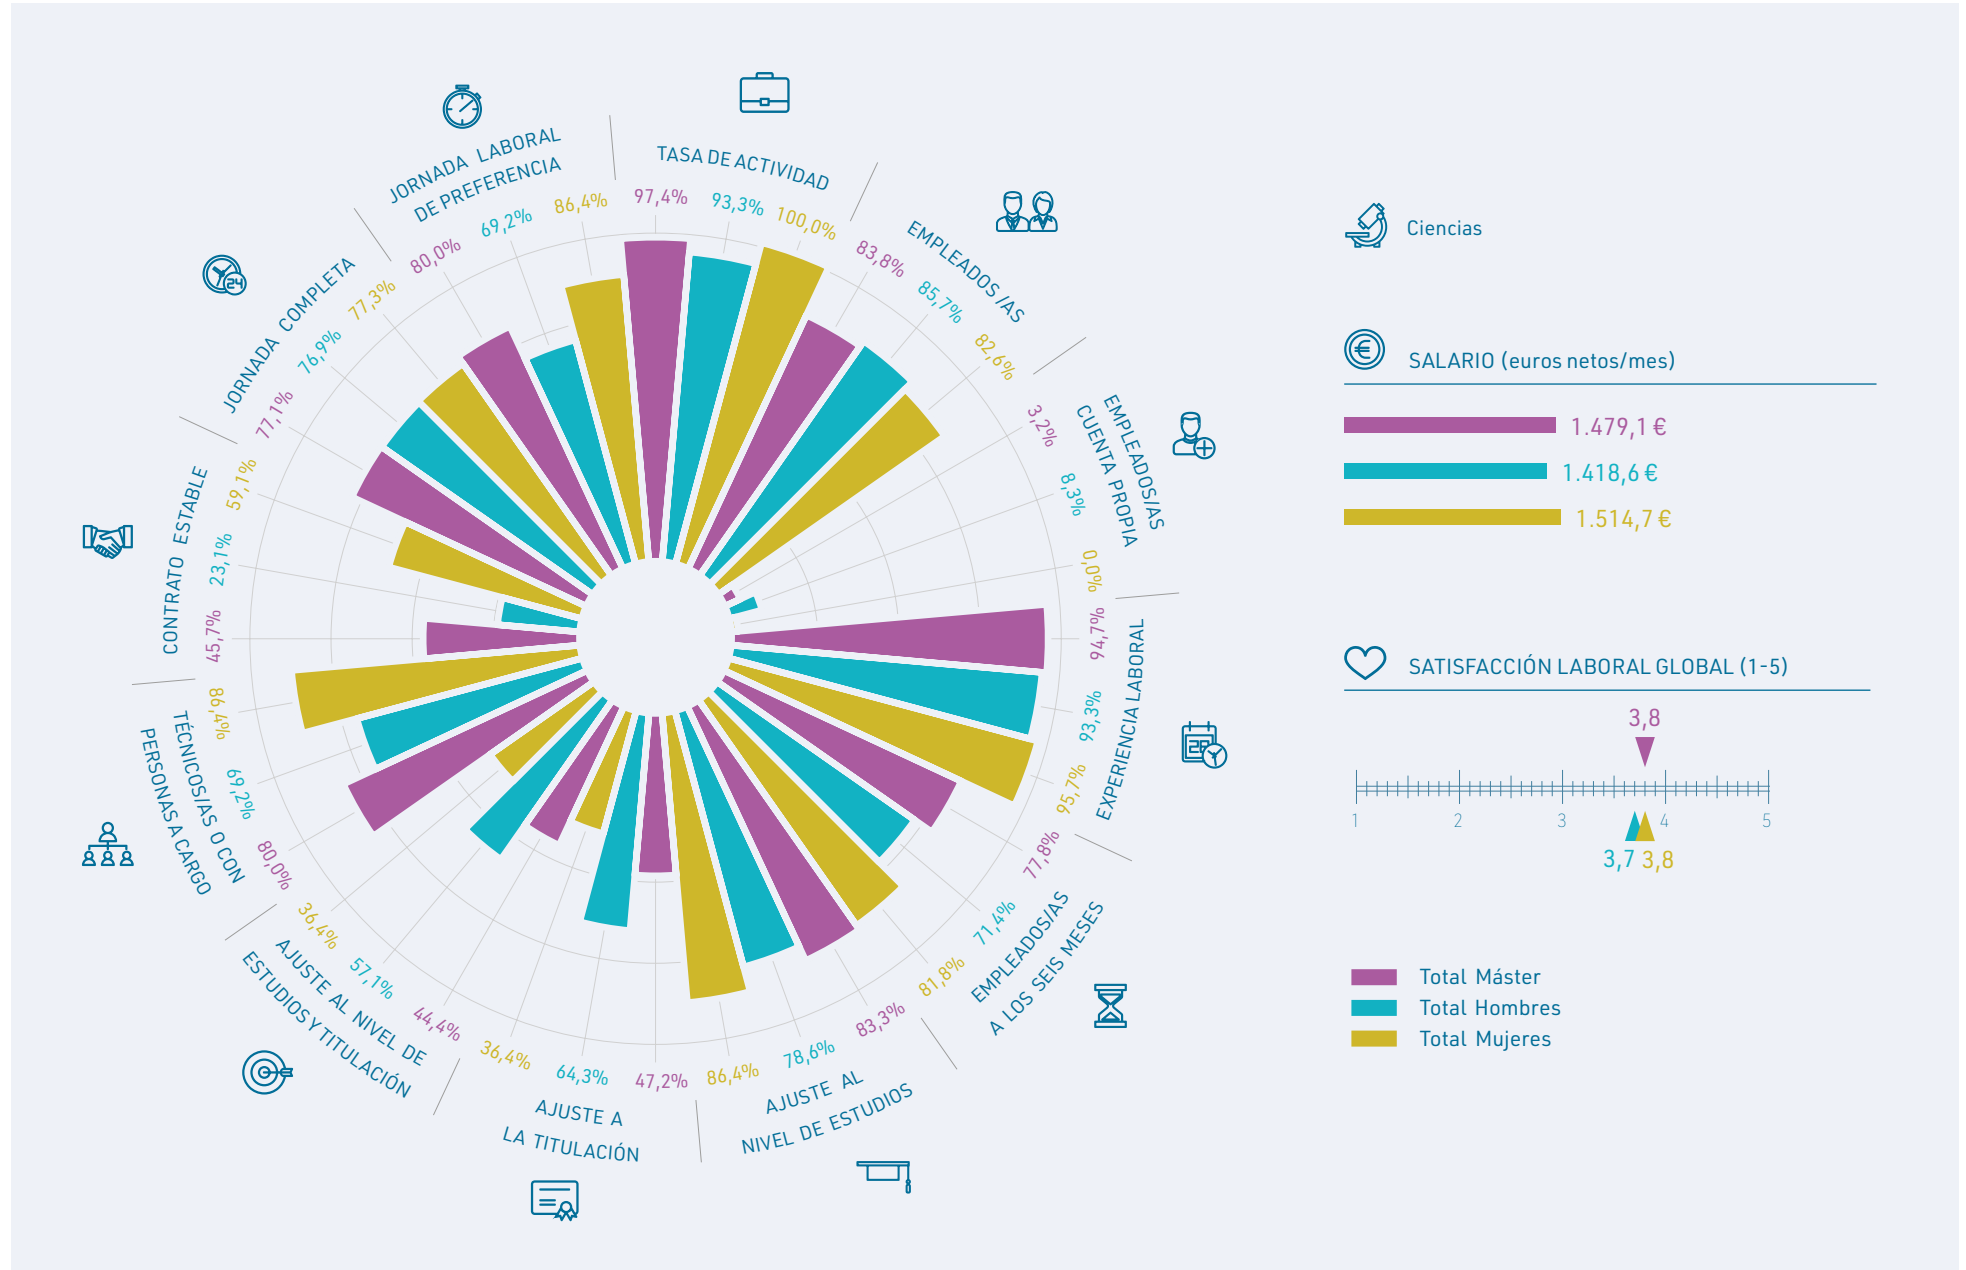 TASA DE ACTIVIDAD
97,4%
93,3%
100,0%
EMPLEADOS /AS
83,8%
85,7%
82,6%
EMPLEADOS/AS
CUENTA PROPIA
3,2%
8,3%
0,0%
EXPERIENCIA LABORAL
94,7%
93,3%
95,7%
EMPLEADOS/AS
A LOS SEIS MESES
77,8%
71,4%
81,8%
AJUSTE AL
NIVEL DE ESTUDIOS
83,3%
78,6%
86,4%
AJUSTE A
LA TITULACIÓN
47,2%
64,3%
36,4%
AJUSTE AL NIVEL DE
ESTUDIOS Y TITULACIÓN
44,4%
57,1%
36,4%
TÉCNICOS/AS O CON
PERSONAS A CARGO
80,0%
69,2%
86,4%
CONTRATO ESTABLE
45,7%
23,1%
59,1%
JORNADA COMPLETA
77,1%
76,9%
77,3%
JORNADA LABORAL
DE PREFERENCIA
80,0%
69,2%
86,4%
24
28
Ciencias
€
SALARIO (euros netos/mes)
1.479,1 €
1.418,6 €
1.514,7 €
SATISFACCIÓN LABORAL GLOBAL (1-5)
3,8
1 2 3 4 5
3,7 3,8
Total Máster
Total Hombres
Total Mujeres